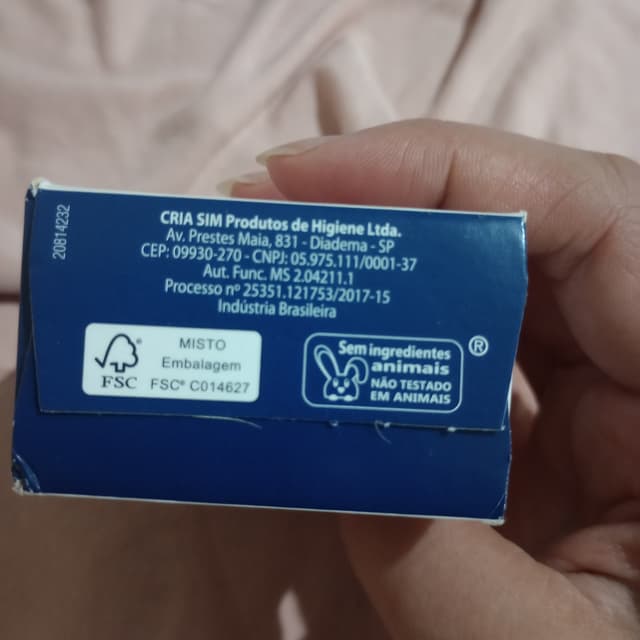 20814232
CRIA SIM Produtos de Higiene Ltda.
Av. Prestes Maia, 831 - Diadema - SP
CEP: 09930-270 - CNPJ: 05.975.111/0001-37
Aut. Func. MS 2.04211.1
Processo nº 25351.121753/2017-15
Indústria Brasileira
FSC®
MISTO
Embalagem
FSC® C014627
Sem ingredientes
animais
NÃO TESTADO
EM ANIMAIS
®